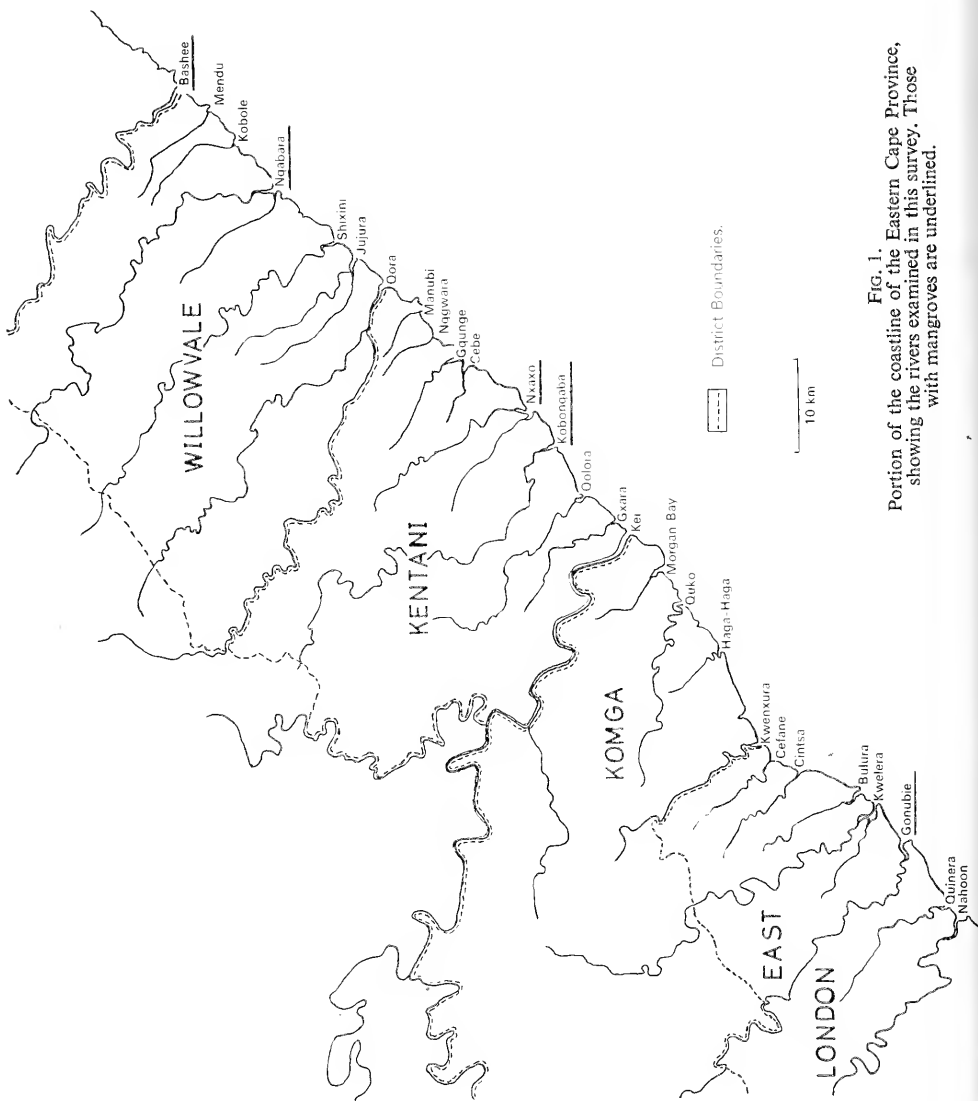 Bashee
Mendu
Kobole
Nqabara
Shixini
Jujura
Qora
Manubi
Nqgwara
Gqunge
Cebe
Nxaxo
Kobongaba
Qolora
Gxara
Kei
Morgan Bay
Quko
Haga-Haga
Kwenxura
Cefane
Cintsa
Bulura
Kwelera
Gonubie
Quinera
Nahoon
WILLOWVALE
KENTANI
KOMGA
EAST
LONDON
District Boundaries.
10 km
FIG. 1.
Portion of the coastline of the Eastern Cape Province,
showing the rivers examined in this survey. Those
with mangroves are underlined.